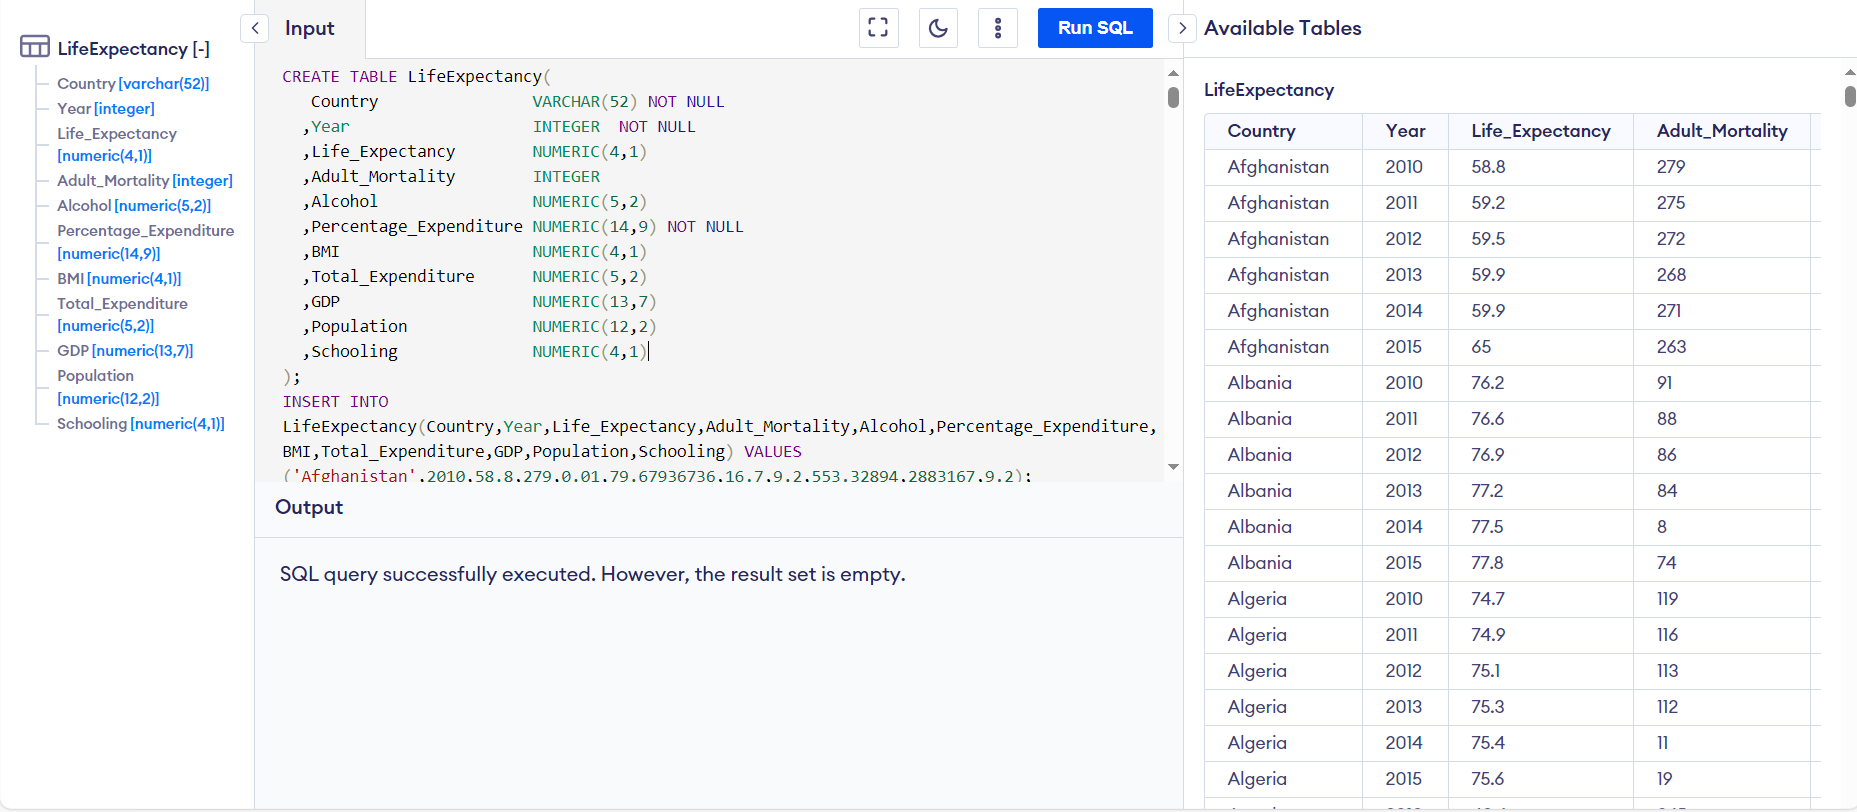 LifeExpectancy [-]
Country [varchar(52)]
Year [integer]
Life_Expectancy
[numeric(4,1)]
Adult_Mortality [integer]
Alcohol [numeric(5,2)]
Percentage_Expenditure
[numeric(14,9)]
BMI [numeric(4,1)]
Total_Expenditure
[numeric(5,2)]
GDP [numeric(13,7)]
Population
[numeric(12,2)]
Schooling [numeric(4,1)]
Input
Run SQL
CREATE TABLE LifeExpectancy(
Country VARCHAR(52) NOT NULL
,Year INTEGER NOT NULL
,Life_Expectancy NUMERIC(4,1)
,Adult_Mortality INTEGER
,Alcohol NUMERIC(5,2)
,Percentage_Expenditure NUMERIC(14,9) NOT NULL
,BMI NUMERIC(4,1)
,Total_Expenditure NUMERIC(5,2)
,GDP NUMERIC(13,7)
,Population NUMERIC(12,2)
,Schooling NUMERIC(4,1)
);
INSERT INTO
LifeExpectancy(Country,Year,Life_Expectancy,Adult_Mortality,Alcohol,Percentage_Expenditure,
BMI,Total_Expenditure,GDP,Population,Schooling) VALUES
('Afghanistan',2010,58.8,279,0.01,79.67936736,16.7,9.2,553.32894,2883167,9.2);
Output
SQL query successfully executed. However, the result set is empty.
Available Tables
LifeExpectancy
Country Year Life_Expectancy Adult_Mortality
Afghanistan 2010 58.8 279
Afghanistan 2011 59.2 275
Afghanistan 2012 59.5 272
Afghanistan 2013 59.9 268
Afghanistan 2014 59.9 271
Afghanistan 2015 65 263
Albania 2010 76.2 91
Albania 2011 76.6 88
Albania 2012 76.9 86
Albania 2013 77.2 84
Albania 2014 77.5 8
Albania 2015 77.8 74
Algeria 2010 74.7 119
Algeria 2011 74.9 116
Algeria 2012 75.1 113
Algeria 2013 75.3 112
Algeria 2014 75.4 11
Algeria 2015 75.6 19